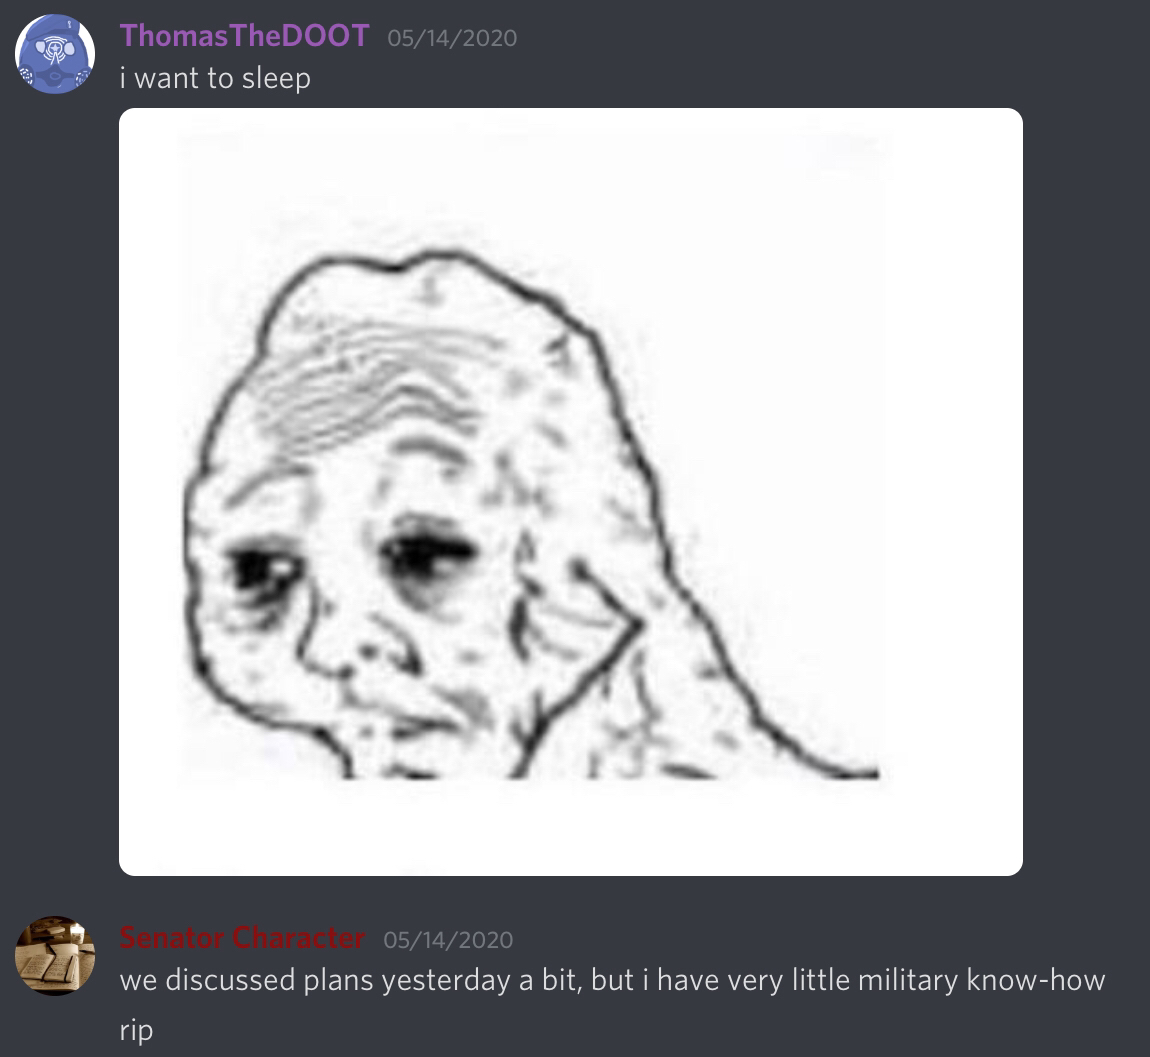 ThomasTheDOOT 05/14/2020
i want to sleep
Senator Character 05/14/2020
we discussed plans yesterday a bit, but i have very little military know-how
rip